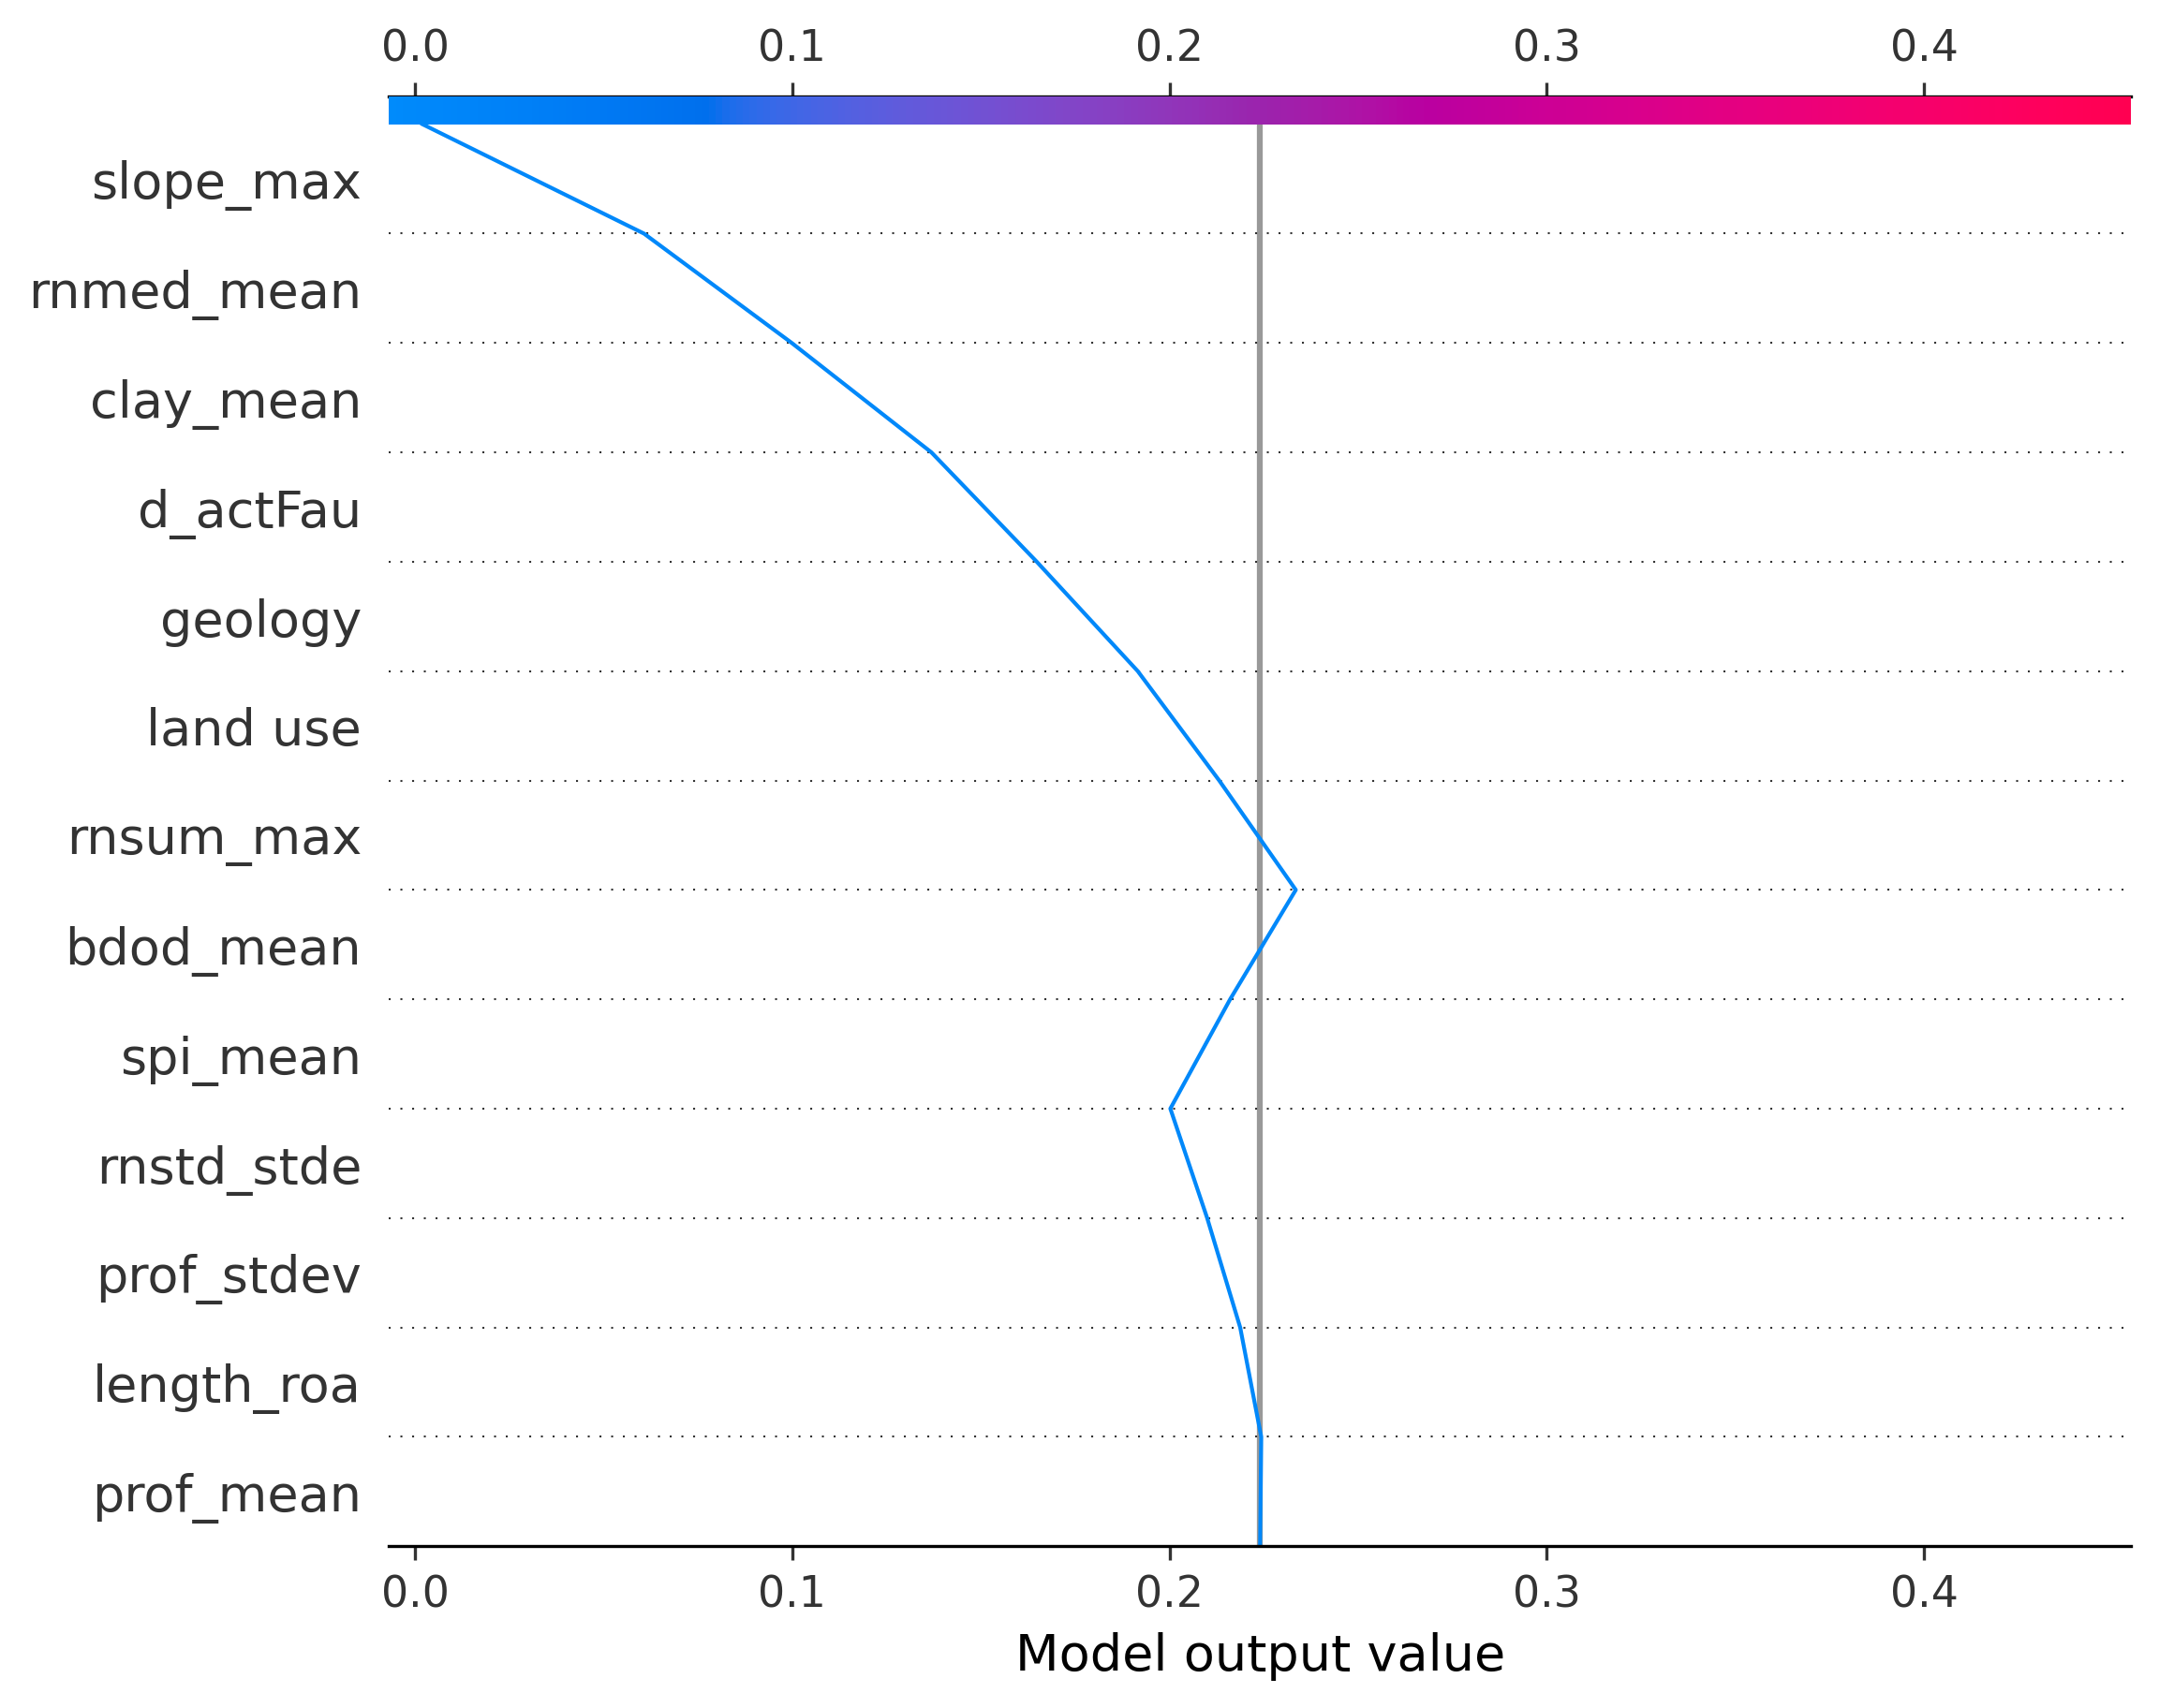 0.0 0.1 0.2 0.3 0.4
slope_max
rnmed_mean
clay_mean
d_actFau
geology
land use
rnsum_max
bdod_mean
spi_mean
rnstd_stde
prof_stdev
length_roa
prof_mean
0.0 0.1 0.2 0.3 0.4
Model output value